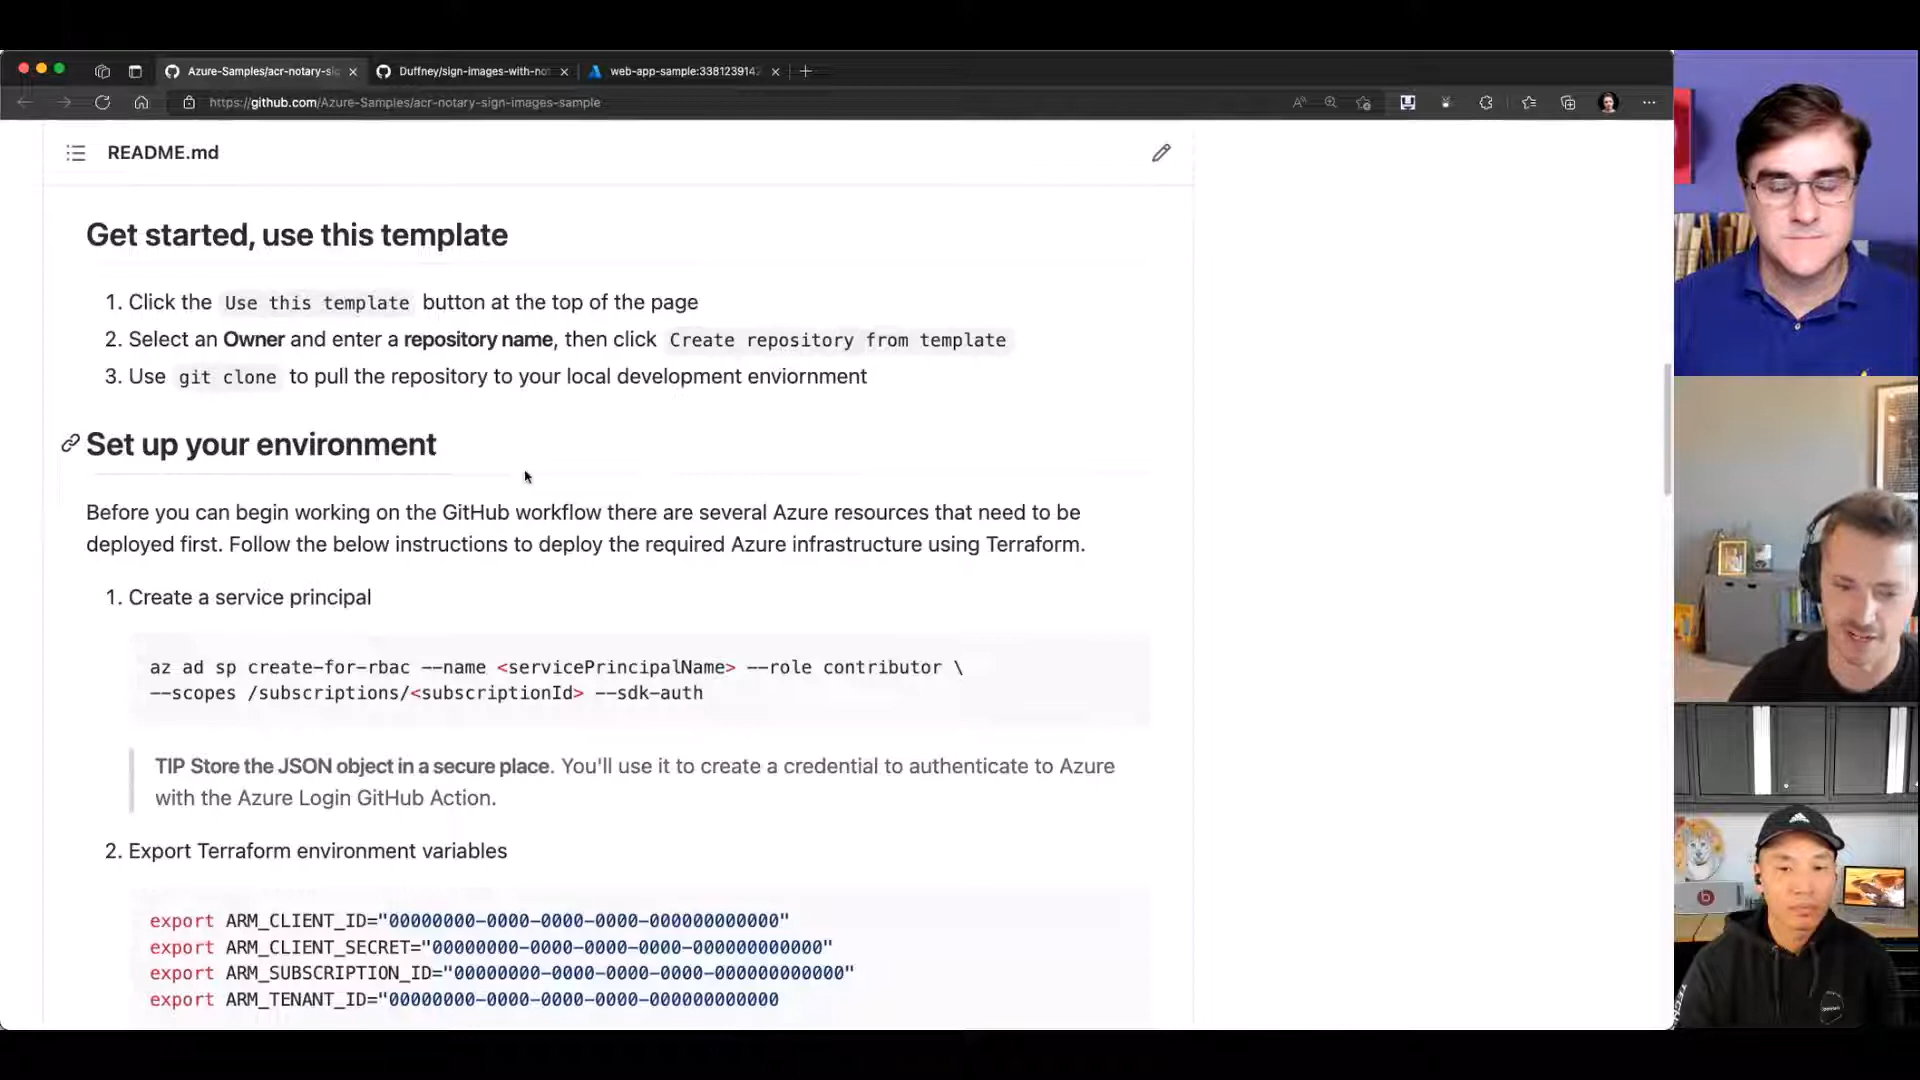 Azure-Samples/acr-notary-sig
Duffney/sign-images-with-not
web-app-sample:3381239142
https://github.com/Azure-Samples/acr-notary-sign-images-sample
README.md
Get started, use this template
1. Click the Use this template button at the top of the page
2. Select an Owner and enter a repository name, then click Create repository from template
3. Use git clone to pull the repository to your local development enviornment
Set up your environment
Before you can begin working on the GitHub workflow there are several Azure resources that need to be
deployed first. Follow the below instructions to deploy the required Azure infrastructure using Terraform.
1. Create a service principal
az ad sp create-for-rbac --name <servicePrincipalName> --role contributor \
--scopes /subscriptions/<subscriptionId> --sdk-auth
TIP Store the JSON object in a secure place. You'll use it to create a credential to authenticate to Azure
with the Azure Login GitHub Action.
2. Export Terraform environment variables
export ARM_CLIENT_ID="00000000-0000-0000-0000-000000000000"
export ARM_CLIENT_SECRET="00000000-0000-0000-0000-000000000000"
export ARM_SUBSCRIPTION_ID="00000000-0000-0000-0000-000000000000"
export ARM_TENANT_ID="00000000-0000-0000-0000-000000000000